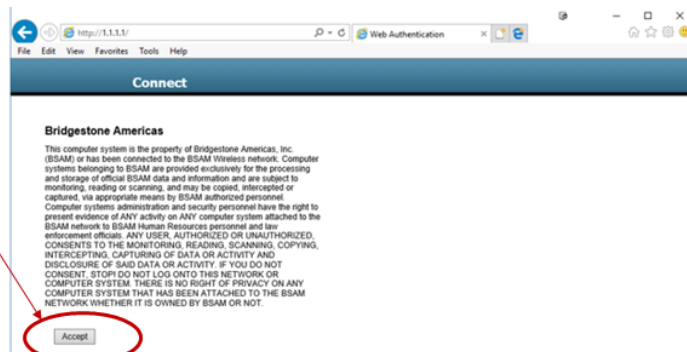 http://1.1.1.1/
Web Authentication
File Edit View Favorites Tools Help
Connect
Bridgestone Americas
This computer system is the property of Bridgestone Americas, Inc.
(BSAM) or has been connected to the BSAM Wireless network. Computer
systems belonging to BSAM are provided exclusively for the processing
and storage of official BSAM data and information and are subject to
monitoring, reading or scanning, and may be copied, intercepted or
captured, via appropriate means by BSAM authorized personnel.
Computer systems administration and security personnel have the right to
present evidence of ANY activity on ANY computer system attached to the
BSAM network to BSAM Human Resources personnel and law
enforcement officials. ANY USER, AUTHORIZED OR UNAUTHORIZED,
CONSENTS TO THE MONITORING, READING, SCANNING, COPYING,
INTERCEPTING, CAPTURING OF DATA OR ACTIVITY AND
DISCLOSURE OF SAID DATA OR ACTIVITY. IF YOU DO NOT
CONSENT, STOP! DO NOT LOG ONTO THIS NETWORK OR
COMPUTER SYSTEM. THERE IS NO RIGHT OF PRIVACY ON ANY
COMPUTER SYSTEM THAT HAS BEEN ATTACHED TO THE BSAM
NETWORK WHETHER IT IS OWNED BY BSAM OR NOT.
Accept